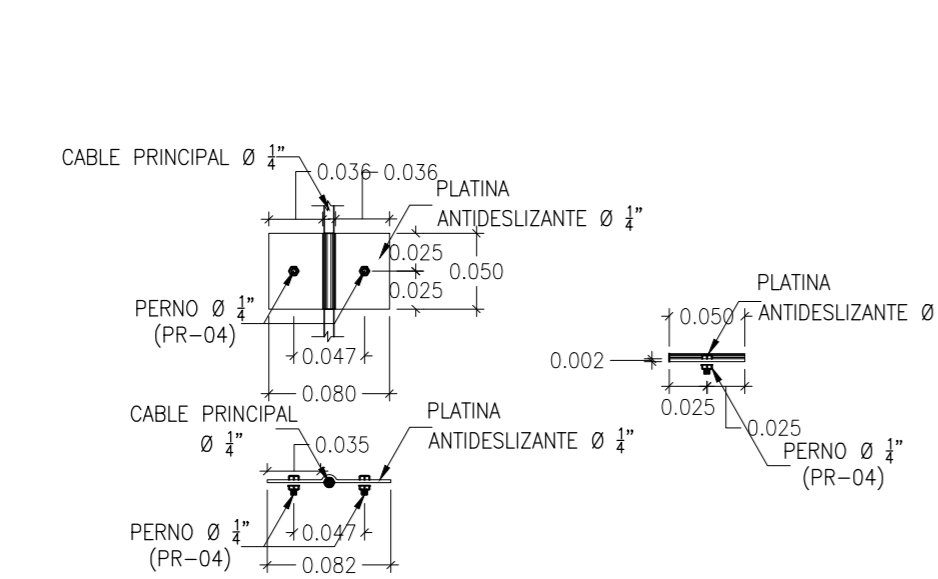 CABLE PRINCIPAL Ø 1/4"
0.036
0.036
PLATINA
ANTIDESLIZANTE Ø 1/4"
0.025
0.050
0.025
PERNO Ø 1/4"
(PR-04)
0.047
0.080
CABLE PRINCIPAL
Ø 1/4"
0.035
PLATINA
ANTIDESLIZANTE Ø 1/4"
PERNO Ø 1/4"
(PR-04)
0.047
0.082
PLATINA
ANTIDESLIZANTE Ø
0.050
0.002
0.025
0.025
PERNO Ø 1/4"
(PR-04)